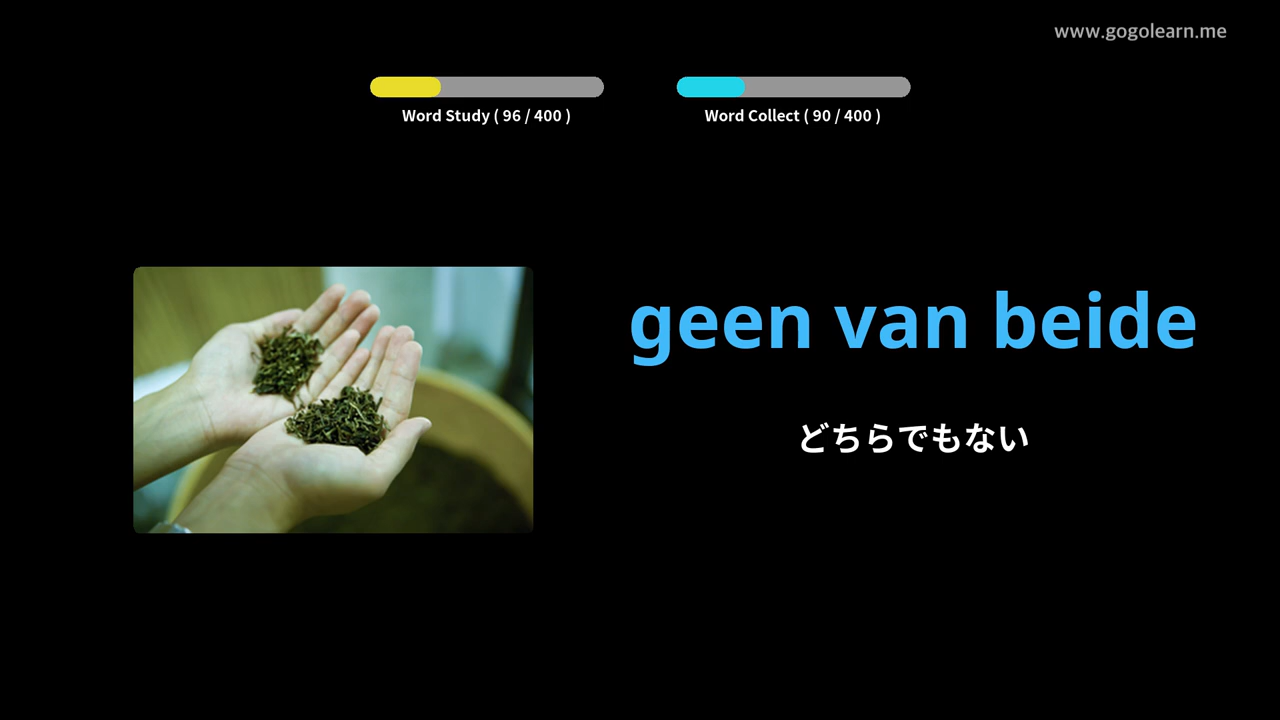 www.gogolearn.me
Word Study ( 96 / 400 )
Word Collect ( 90 / 400 )
geen van beide
どちらでもない